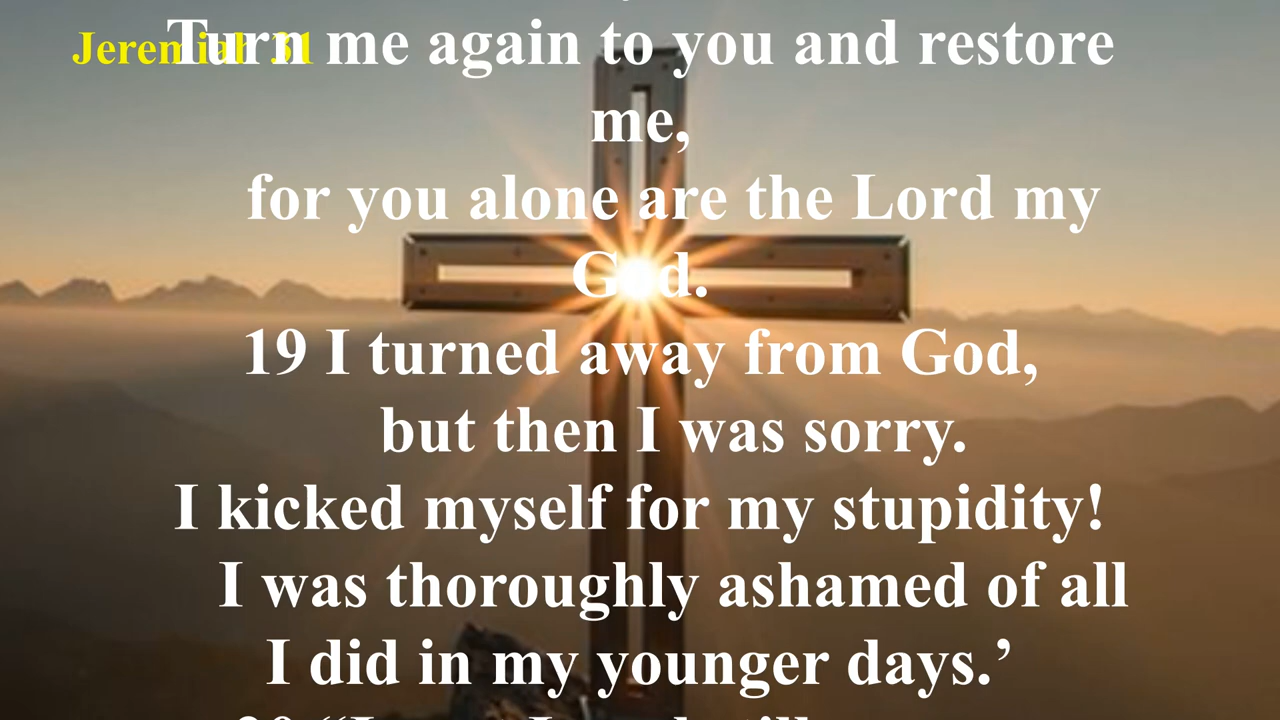 Jeremiah 31
Turn me again to you and restore
me,
for you alone are the Lord my
God.
19 I turned away from God,
but then I was sorry.
I kicked myself for my stupidity!
I was thoroughly ashamed of all
I did in my younger days.’